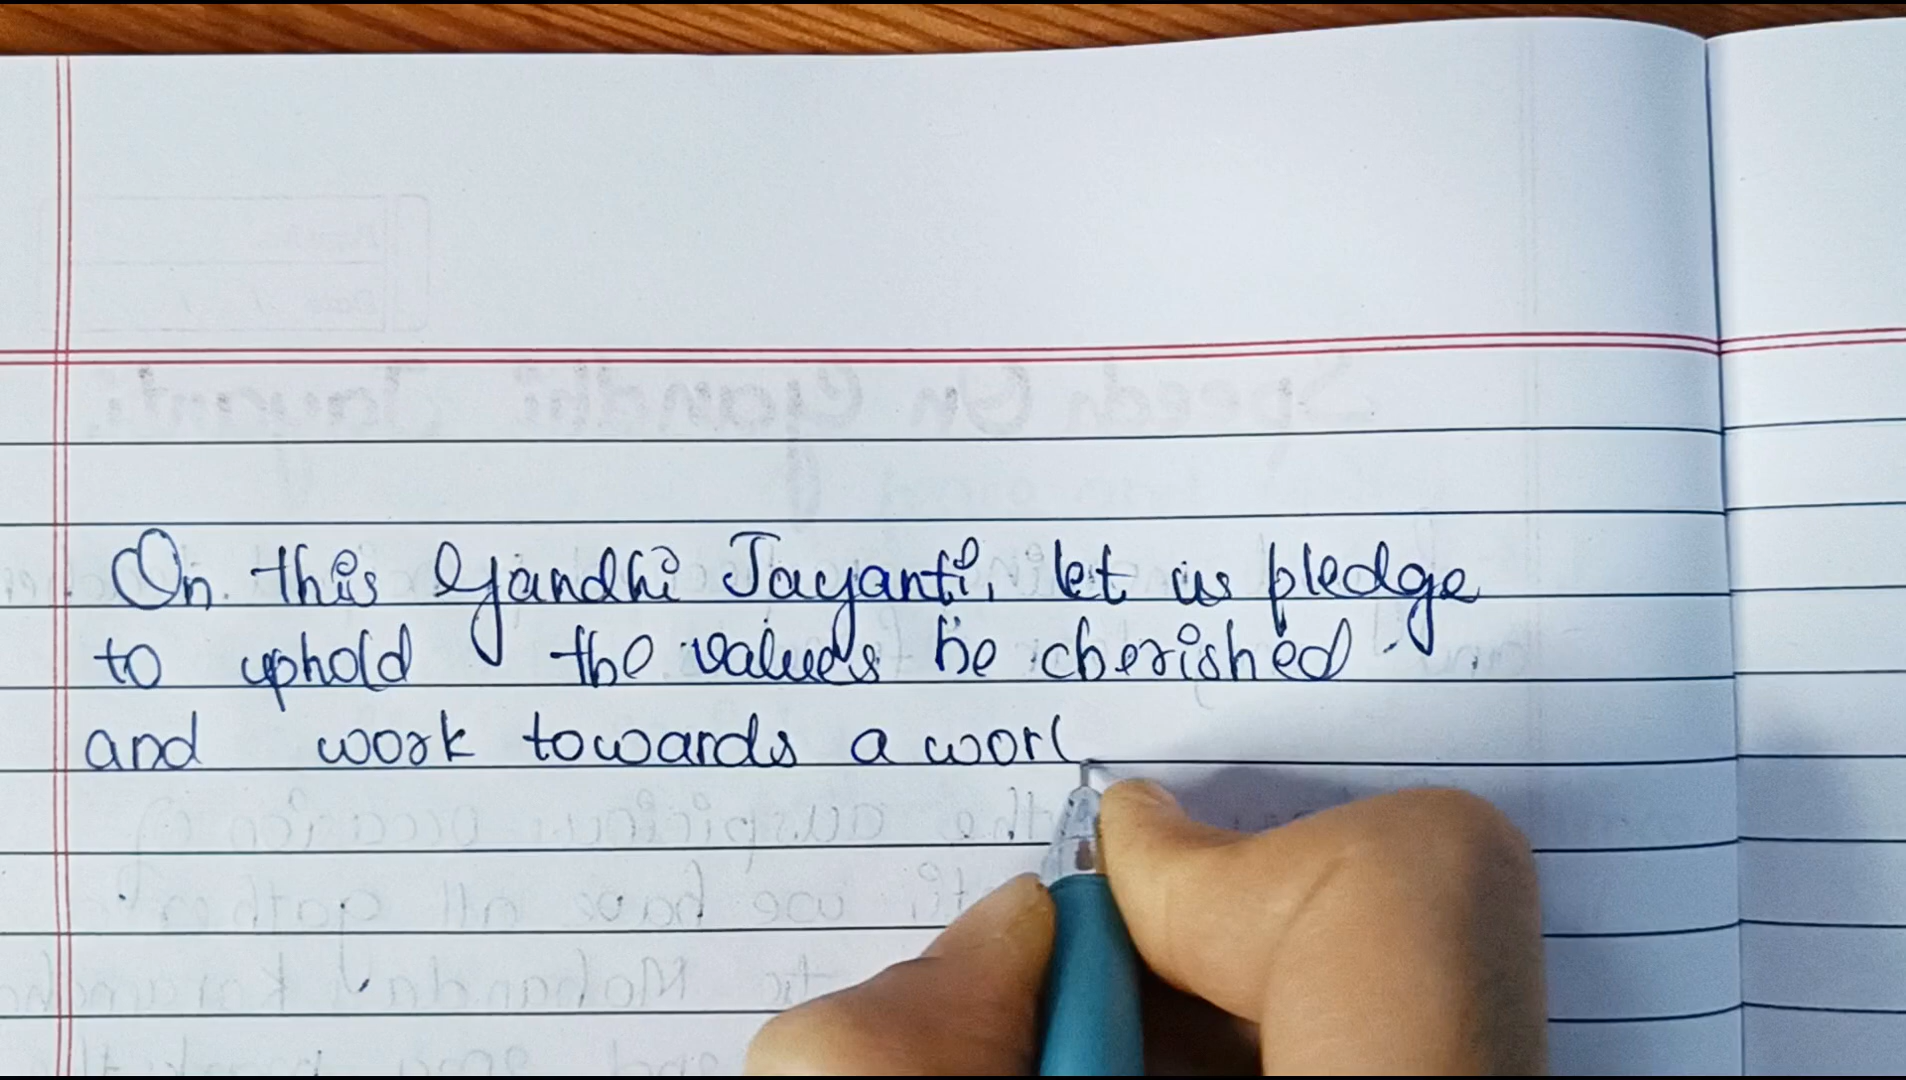 On this Gandhi Jayanti, let us pledge
to uphold the values he cherished
and work towards a worl